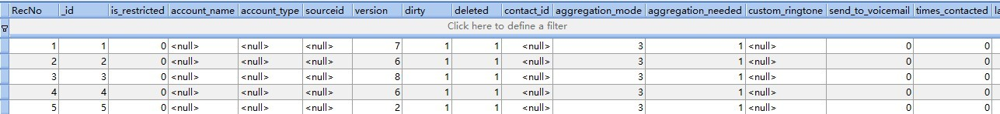 RecNo _id is_restricted account_name account_type sourceid version dirty deleted contact_id aggregation_mode aggregation_needed custom_ringtone send_to_voicemail times_contacted la
Click here to define a filter
1 1 0 <null> <null> <null> 7 1 1 <null> 3 1 <null> 0 0
2 2 0 <null> <null> <null> 6 1 1 <null> 3 1 <null> 0 0
3 3 0 <null> <null> <null> 8 1 1 <null> 3 1 <null> 0 0
4 4 0 <null> <null> <null> 6 1 1 <null> 3 1 <null> 0 0
5 5 0 <null> <null> <null> 2 1 1 <null> 3 1 <null> 0 0